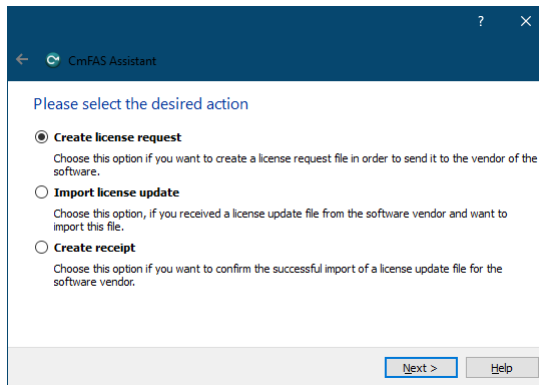 ?
CmFAS Assistant
Please select the desired action
Create license request
Choose this option if you want to create a license request file in order to send it to the vendor of the
software.
Import license update
Choose this option, if you received a license update file from the software vendor and want to
import this file.
Create receipt
Choose this option if you want to confirm the successful import of a license update file for the
software vendor.
Next > Help